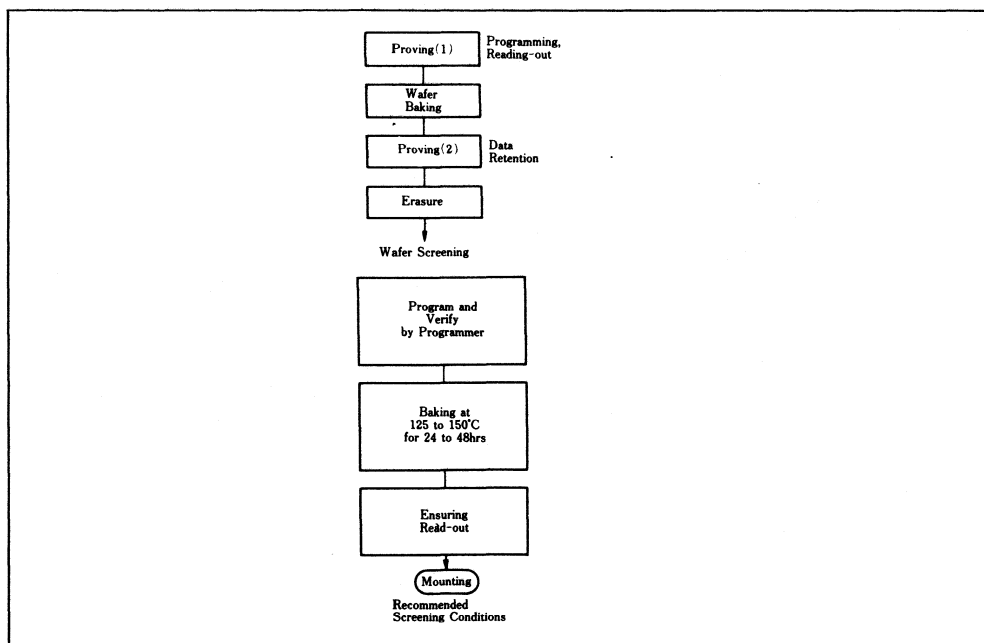 Proving(1)
Programming,
Reading-out
Wafer
Baking
Proving(2)
Data
Retention
Erasure
Wafer Screening
Program and
Verify
by Programmer
Baking at
125 to 150°C
for 24 to 48hrs
Ensuring
Read-out
Mounting
Recommended
Screening Conditions